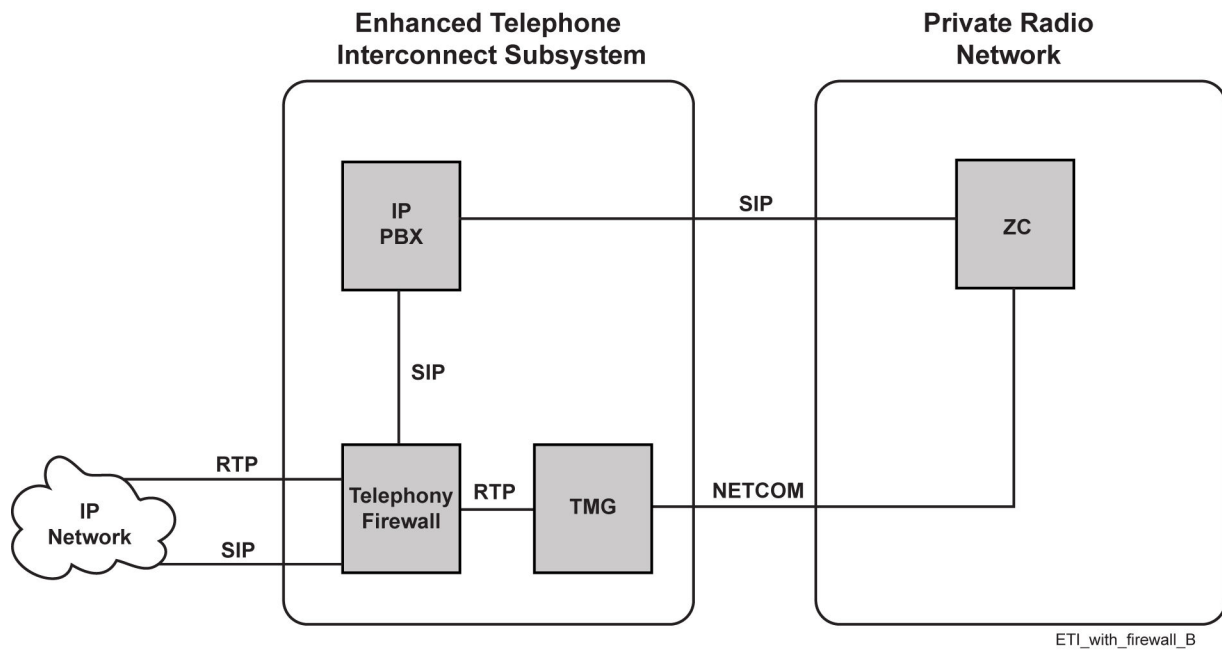 Enhanced Telephone
Interconnect Subsystem
Private Radio
Network
IP
PBX
SIP
ZC
SIP
RTP
IP
Network
SIP
Telephony
Firewall
RTP
TMG
NETCOM
ETI_with_firewall_B